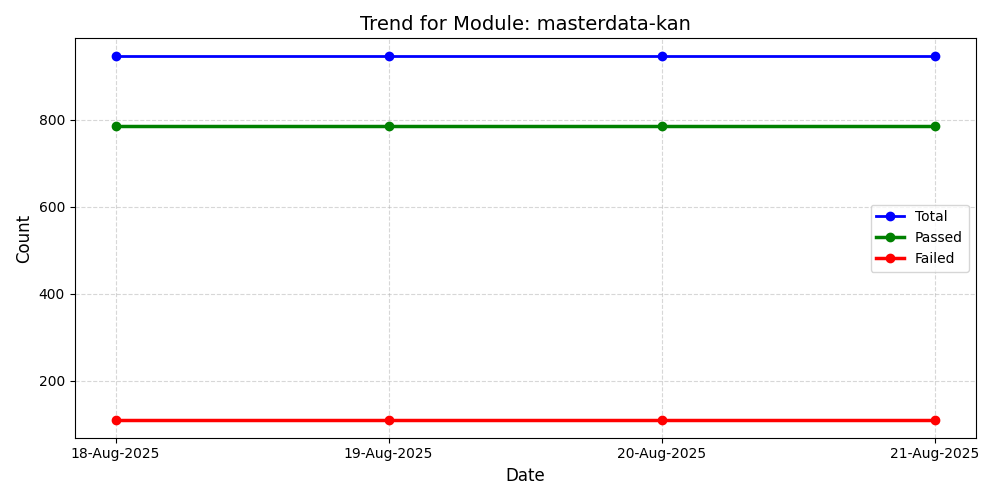 Trend for Module: masterdata-kan
Count
800
600
400
200
Total
Passed
Failed
18-Aug-2025 19-Aug-2025 20-Aug-2025 21-Aug-2025
Date